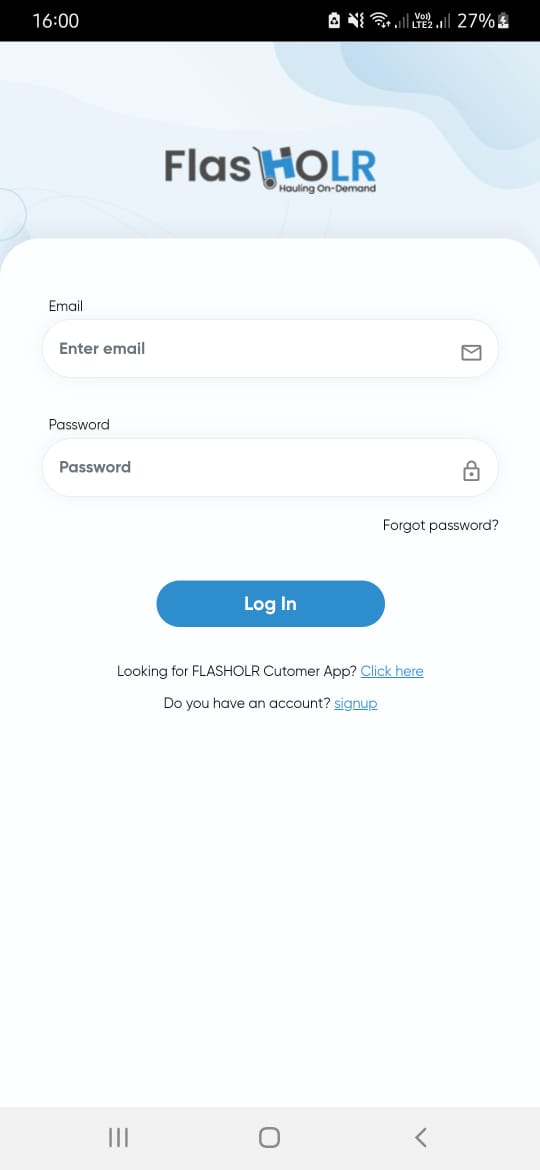 16:00 Vo) LTE2 27%
FlasHOLR
Hauling On-Demand
Email
Enter email
Password
Password
Forgot password?
Log In
Looking for FLASHOLR Cutomer App? Click here
Do you have an account? signup